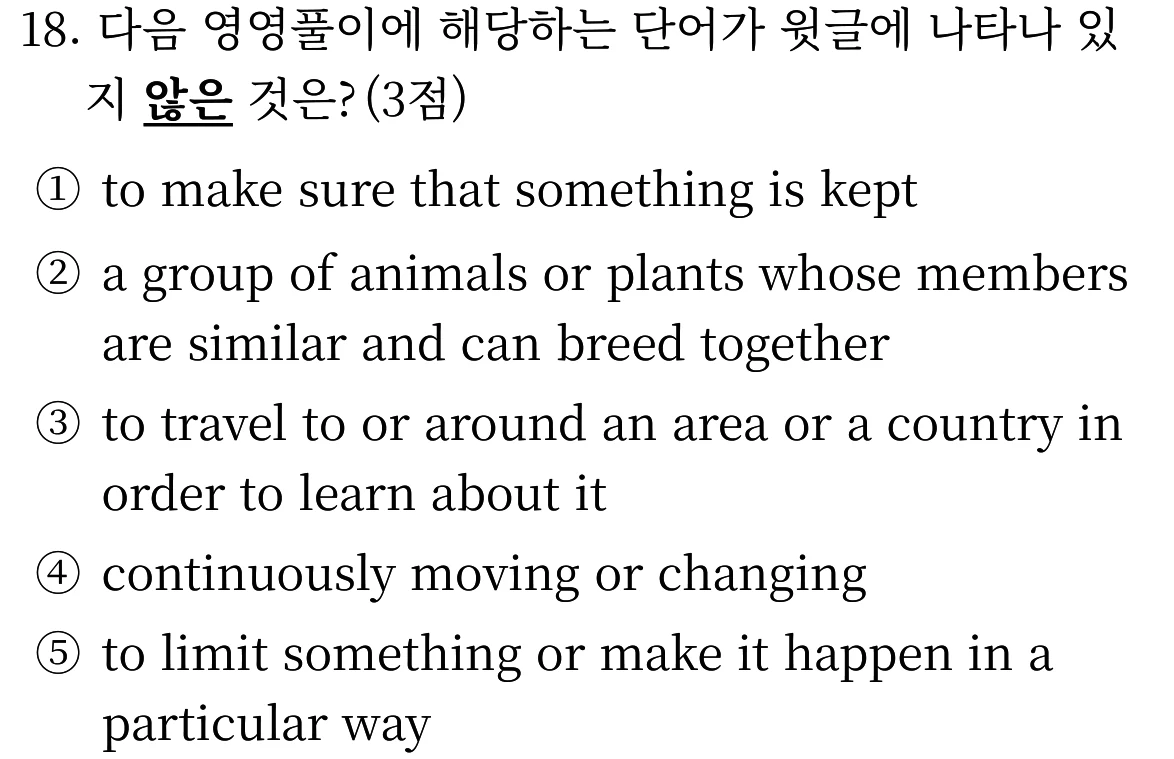 18. 다음 영영풀이에 해당하는 단어가 윗글에 나타나 있
지 않은 것은? (3점)
① to make sure that something is kept
② a group of animals or plants whose members
are similar and can breed together
③ to travel to or around an area or a country in
order to learn about it
④ continuously moving or changing
⑤ to limit something or make it happen in a
particular way